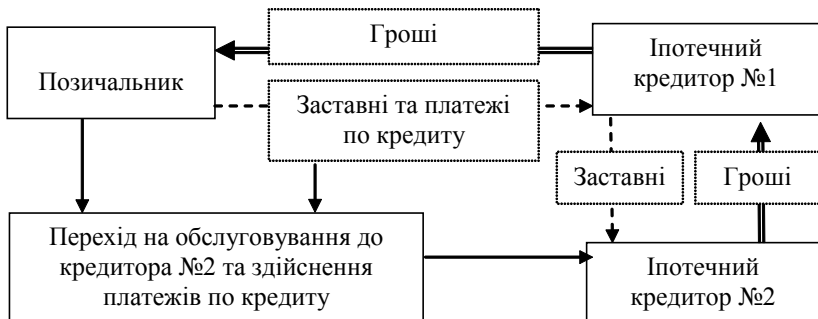 Гроші
Іпотечний
кредитор №1
Позичальник
Заставні та платежі
по кредиту
Заставні
Гроші
Перехід на обслуговування до
кредитора №2 та здійснення
платежів по кредиту
Іпотечний
кредитор №2